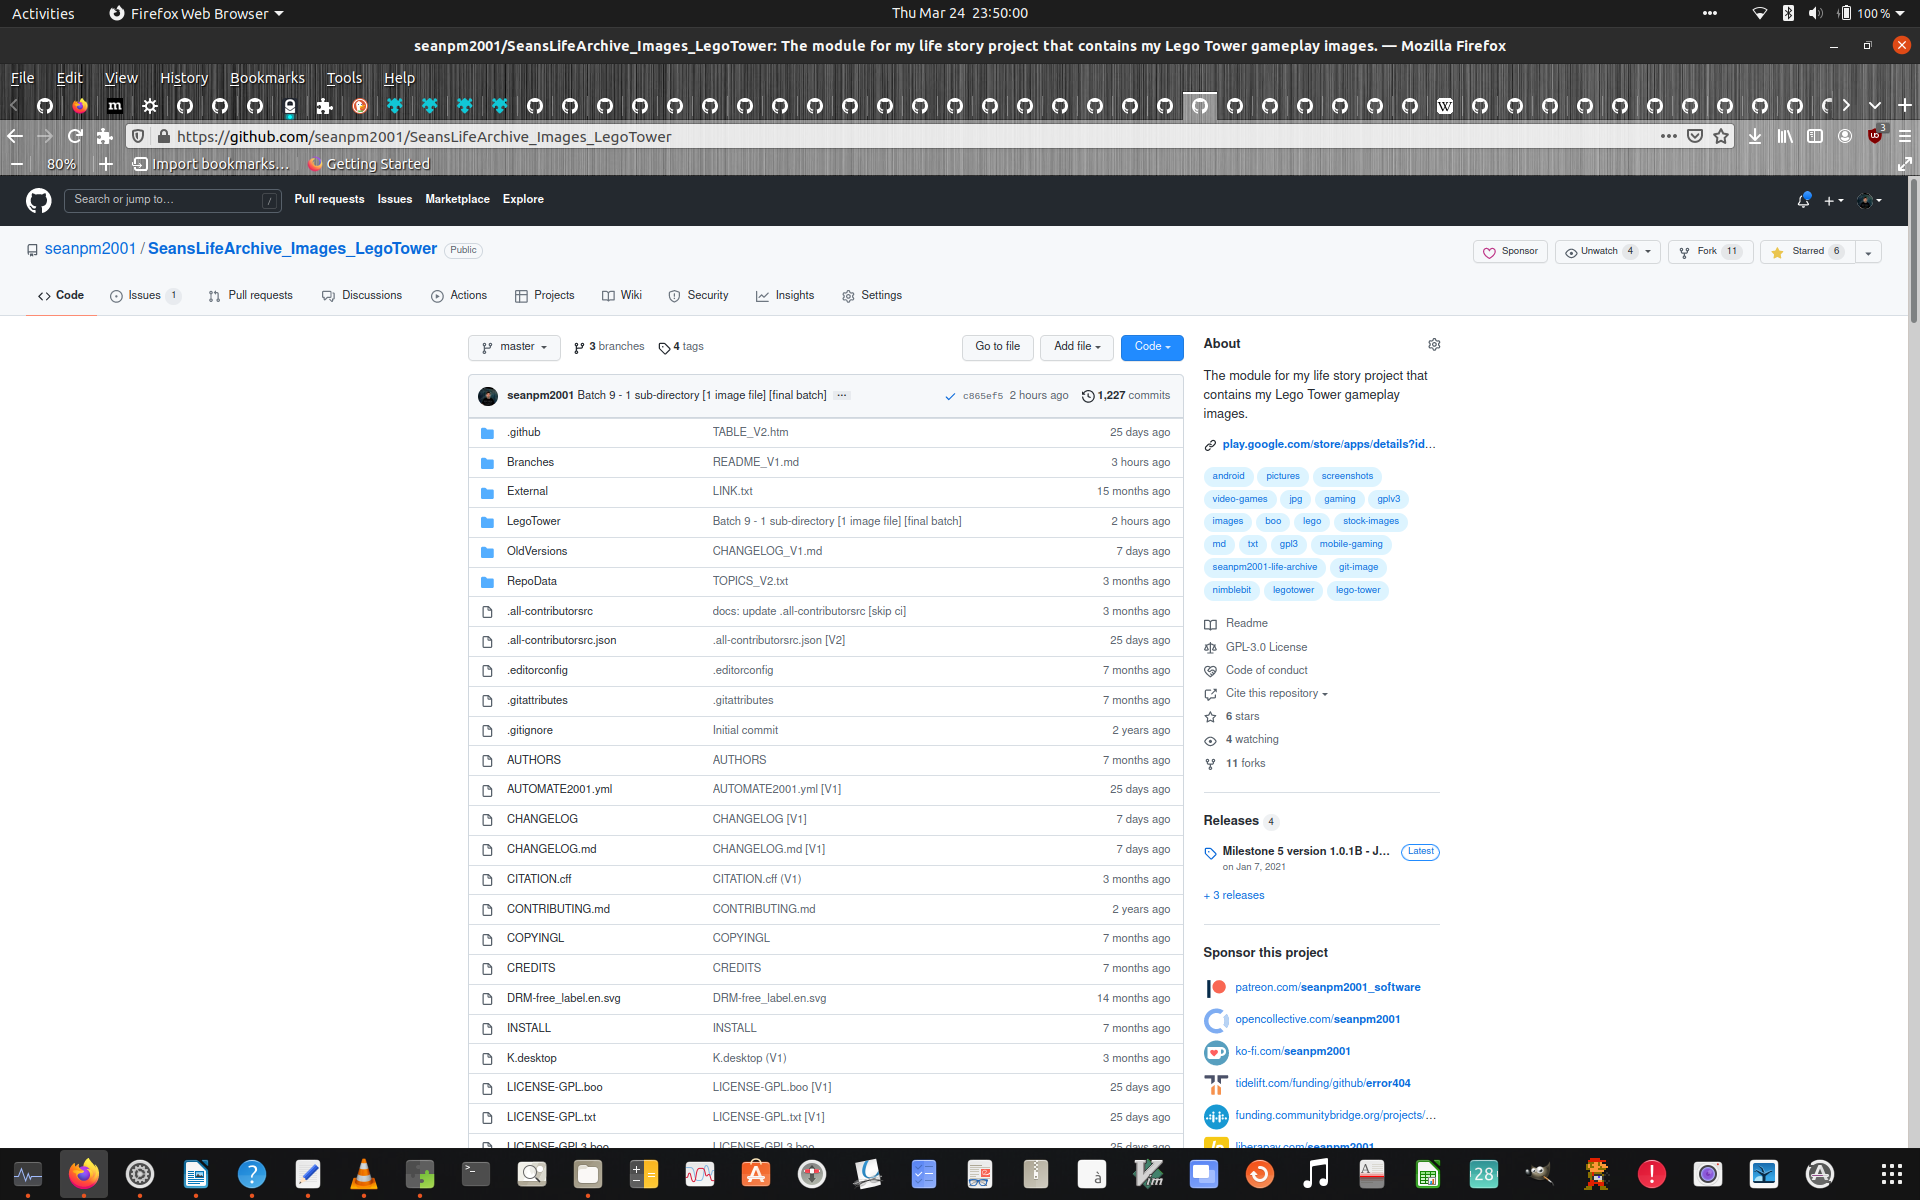 Activities
Firefox Web Browser
Thu Mar 24  23:50:00
100 %
seanpm2001/SeansLifeArchive_Images_LegoTower: The module for my life story project that contains my Lego Tower gameplay images. — Mozilla Firefox
File Edit View History Bookmarks Tools Help
https://github.com/seanpm2001/SeansLifeArchive_Images_LegoTower
3
80%
Import bookmarks…
Getting Started
Search or jump to…
/
Pull requests
Issues
Marketplace
Explore
seanpm2001 / SeansLifeArchive_Images_LegoTower
Public
Sponsor
Unwatch 4
Fork 11
Starred 6
Code
Issues 1
Pull requests
Discussions
Actions
Projects
Wiki
Security
Insights
Settings
master
3 branches
4 tags
Go to file
Add file
Code
seanpm2001 Batch 9 - 1 sub-directory [1 image file] [final batch] ...
c865ef5 2 hours ago
1,227 commits
.github TABLE_V2.htm 25 days ago
Branches README_V1.md 3 hours ago
External LINK.txt 15 months ago
LegoTower Batch 9 - 1 sub-directory [1 image file] [final batch] 2 hours ago
OldVersions CHANGELOG_V1.md 7 days ago
RepoData TOPICS_V2.txt 3 months ago
.all-contributorsrc docs: update .all-contributorsrc [skip ci] 3 months ago
.all-contributorsrc.json .all-contributorsrc.json [V2] 25 days ago
.editorconfig .editorconfig 7 months ago
.gitattributes .gitattributes 7 months ago
.gitignore Initial commit 2 years ago
AUTHORS AUTHORS 7 months ago
AUTOMATE2001.yml AUTOMATE2001.yml [V1] 25 days ago
CHANGELOG CHANGELOG [V1] 7 days ago
CHANGELOG.md CHANGELOG.md [V1] 7 days ago
CITATION.cff CITATION.cff (V1) 3 months ago
CONTRIBUTING.md CONTRIBUTING.md 2 years ago
COPYINGL COPYINGL 7 months ago
CREDITS CREDITS 7 months ago
DRM-free_label.en.svg DRM-free_label.en.svg 14 months ago
INSTALL INSTALL 7 months ago
K.desktop K.desktop (V1) 3 months ago
LICENSE-GPL.boo LICENSE-GPL.boo [V1] 25 days ago
LICENSE-GPL.txt LICENSE-GPL.txt [V1] 25 days ago
LICENSE-GPL3.boo LICENSE-GPL3.boo 25 days ago
About
The module for my life story project that
contains my Lego Tower gameplay
images.
play.google.com/store/apps/details?id…
android pictures screenshots
video-games jpg gaming gplv3
images boo lego stock-images
md txt gpl3 mobile-gaming
seanpm2001-life-archive git-image
nimblebit legotower lego-tower
Readme
GPL-3.0 License
Code of conduct
Cite this repository
6 stars
4 watching
11 forks
Releases 4
Milestone 5 version 1.0.1B - J…
Latest
on Jan 7, 2021
+ 3 releases
Sponsor this project
patreon.com/seanpm2001_software
opencollective.com/seanpm2001
ko-fi.com/seanpm2001
tidelift.com/funding/github/error404
funding.communitybridge.org/projects/…
liberapay.com/seanpm2001
28